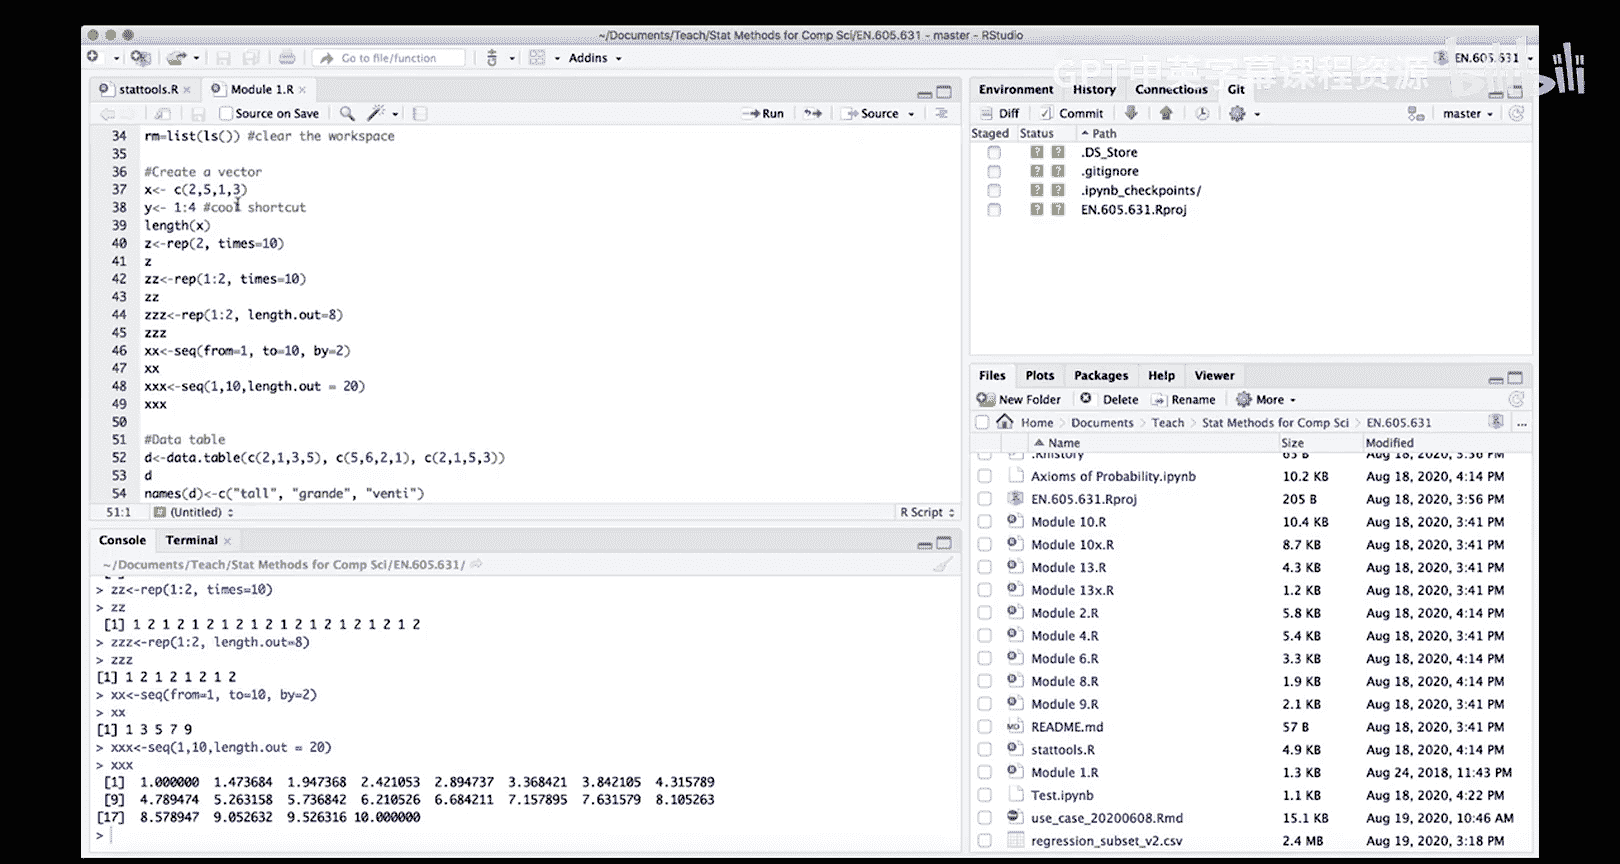 ~/Documents/Teach/Stat Methods for Comp Sci/EN.605.631 - master - RStudio
Go to file/function
Addins
EN.605.631
GPT中英字幕课程资源
bilibili
stattools.R
Module 1.R
Source on Save
Run
Source
34 rm=list(ls()) #clear the workspace
35
36 #Create a vector
37 x<- c(2,5,1,3)
38 y<- 1:4 #cool shortcut
39 length(x)
40 z<-rep(2, times=10)
41 z
42 zz<-rep(1:2, times=10)
43 zz
44 zzz<-rep(1:2, length.out=8)
45 zzz
46 xx<-seq(from=1, to=10, by=2)
47 xx
48 xxx<-seq(1,10,length.out = 20)
49 xxx
50
51 #Data table
52 d<-data.table(c(2,1,3,5), c(5,6,2,1), c(2,1,5,3))
53 d
54 names(d)<-c("tall", "grande", "venti")
51:1 (Untitled) R Script
Console Terminal
~/Documents/Teach/Stat Methods for Comp Sci/EN.605.631/
> zz<-rep(1:2, times=10)
> zz
[1] 1 2 1 2 1 2 1 2 1 2 1 2 1 2 1 2 1 2 1 2
> zzz<-rep(1:2, length.out=8)
> zzz
[1] 1 2 1 2 1 2 1 2
> xx<-seq(from=1, to=10, by=2)
> xx
[1] 1 3 5 7 9
> xxx<-seq(1,10,length.out = 20)
> xxx
[1] 1.000000 1.473684 1.947368 2.421053 2.894737 3.368421 3.842105 4.315789
[9] 4.789474 5.263158 5.736842 6.210526 6.684211 7.157895 7.631579 8.105263
[17] 8.578947 9.052632 9.526316 10.000000
>
Environment History Connections Git
Diff Commit master
Staged Status Path
? ? .DS_Store
? ? .gitignore
? ? .ipynb_checkpoints/
? ? EN.605.631.Rproj
Files Plots Packages Help Viewer
New Folder Delete Rename More
Home Documents Teach Stat Methods for Comp Sci EN.605.631 ...
Name Size Modified
.Rhistory 63 B Aug 18, 2020, 3:56 PM
Axioms of Probability.ipynb 10.2 KB Aug 18, 2020, 4:14 PM
EN.605.631.Rproj 205 B Aug 18, 2020, 3:56 PM
Module 10.R 10.4 KB Aug 18, 2020, 3:41 PM
Module 10x.R 8.7 KB Aug 18, 2020, 3:41 PM
Module 13.R 4.3 KB Aug 18, 2020, 3:41 PM
Module 13x.R 1.2 KB Aug 18, 2020, 3:41 PM
Module 2.R 5.8 KB Aug 18, 2020, 4:14 PM
Module 4.R 5.4 KB Aug 18, 2020, 3:41 PM
Module 6.R 3.3 KB Aug 18, 2020, 4:14 PM
Module 8.R 1.9 KB Aug 18, 2020, 4:14 PM
Module 9.R 2.1 KB Aug 18, 2020, 3:41 PM
README.md 57 B Aug 18, 2020, 3:41 PM
stattools.R 4.9 KB Aug 18, 2020, 4:14 PM
Module 1.R 1.3 KB Aug 24, 2018, 11:43 PM
Test.ipynb 1.1 KB Aug 18, 2020, 4:22 PM
use_case_20200608.Rmd 15.1 KB Aug 19, 2020, 10:46 AM
regression_subset_v2.csv 2.4 MB Aug 19, 2020, 3:18 PM